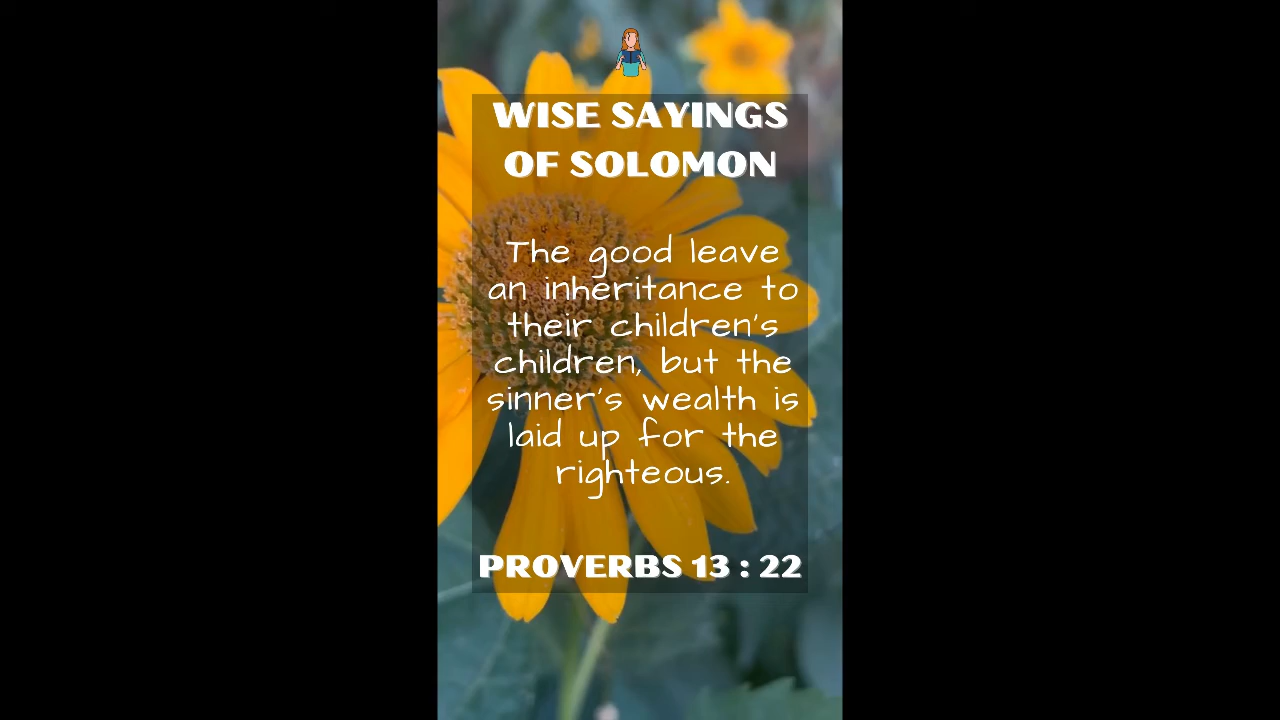 WISE SAYINGS
OF SOLOMON
The good leave
an inheritance to
their children's
children, but the
sinner's wealth is
laid up for the
righteous.
PROVERBS 13 : 22